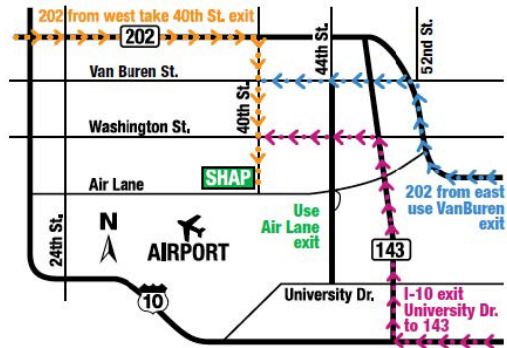 202 from west take 40th St. exit
202
Van Buren St.
44th St.
52nd St.
40th St.
Washington St.
SHAP
Air Lane
202 from east
use VanBuren
exit
Use
Air Lane
exit
24th St.
N
AIRPORT
143
10
University Dr.
I-10 exit
University Dr.
to 143